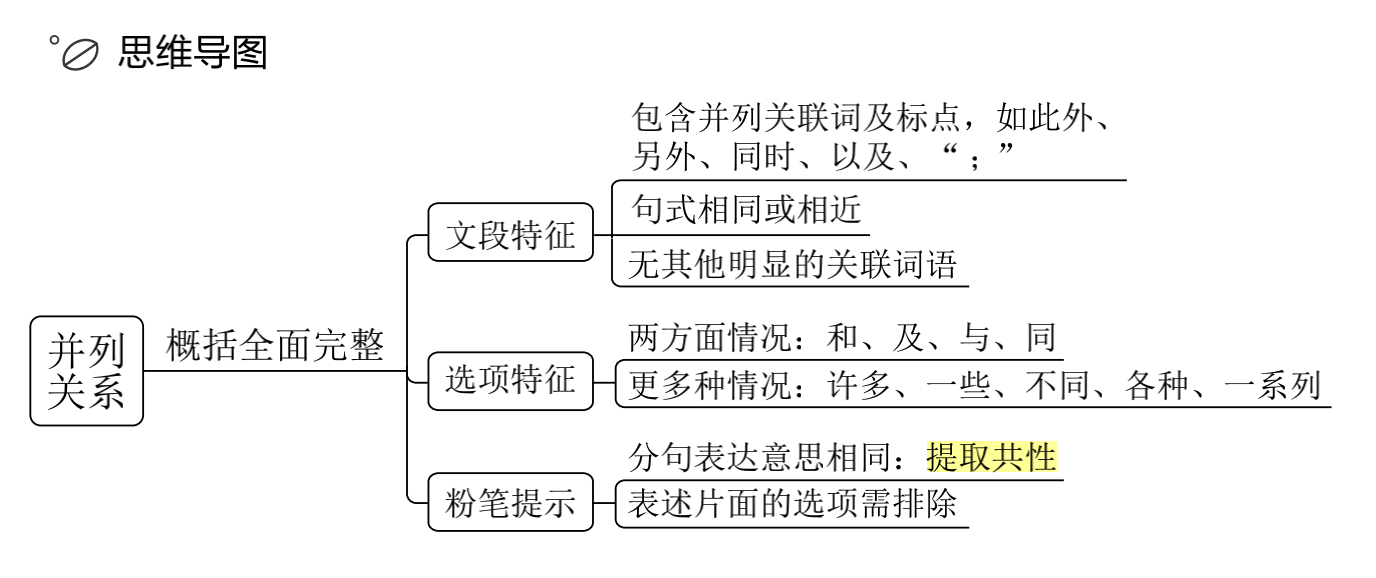 思维导图
包含并列关联词及标点，如此外、
另外、同时、以及、“；”
文段特征
句式相同或相近
无其他明显的关联词语
并列
关系
概括全面完整
两方面情况：和、及、与、同
选项特征
更多种情况：许多、一些、不同、各种、一系列
分句表达意思相同：提取共性
粉笔提示
表述片面的选项需排除